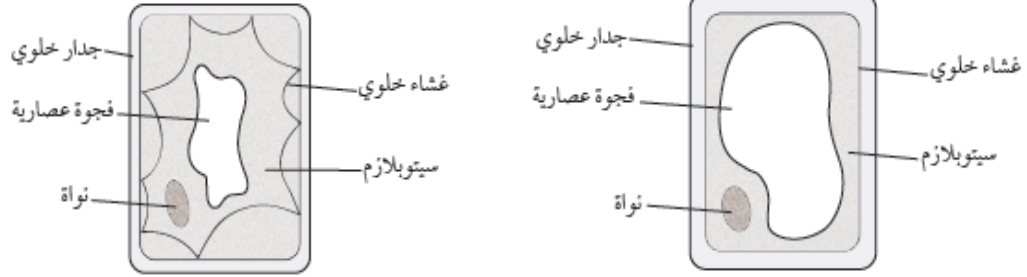 جدار خلوي
غشاء خلوي
فجوة عصارية
سيتوبلازم
نواة
جدار خلوي
غشاء خلوي
فجوة عصارية
سيتوبلازم
نواة